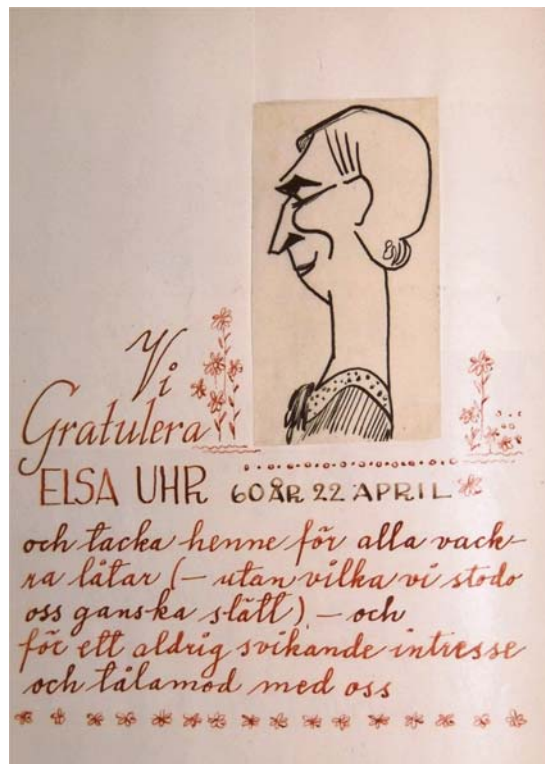 Vi
Gratulera
ELSA UHR 60 ÅR 22 APRIL
och tacka henne för alla vack-
ra låtar (– utan vilka vi stodo
oss ganska slätt) – och
för ett aldrig svikande intresse
och tålamod med oss